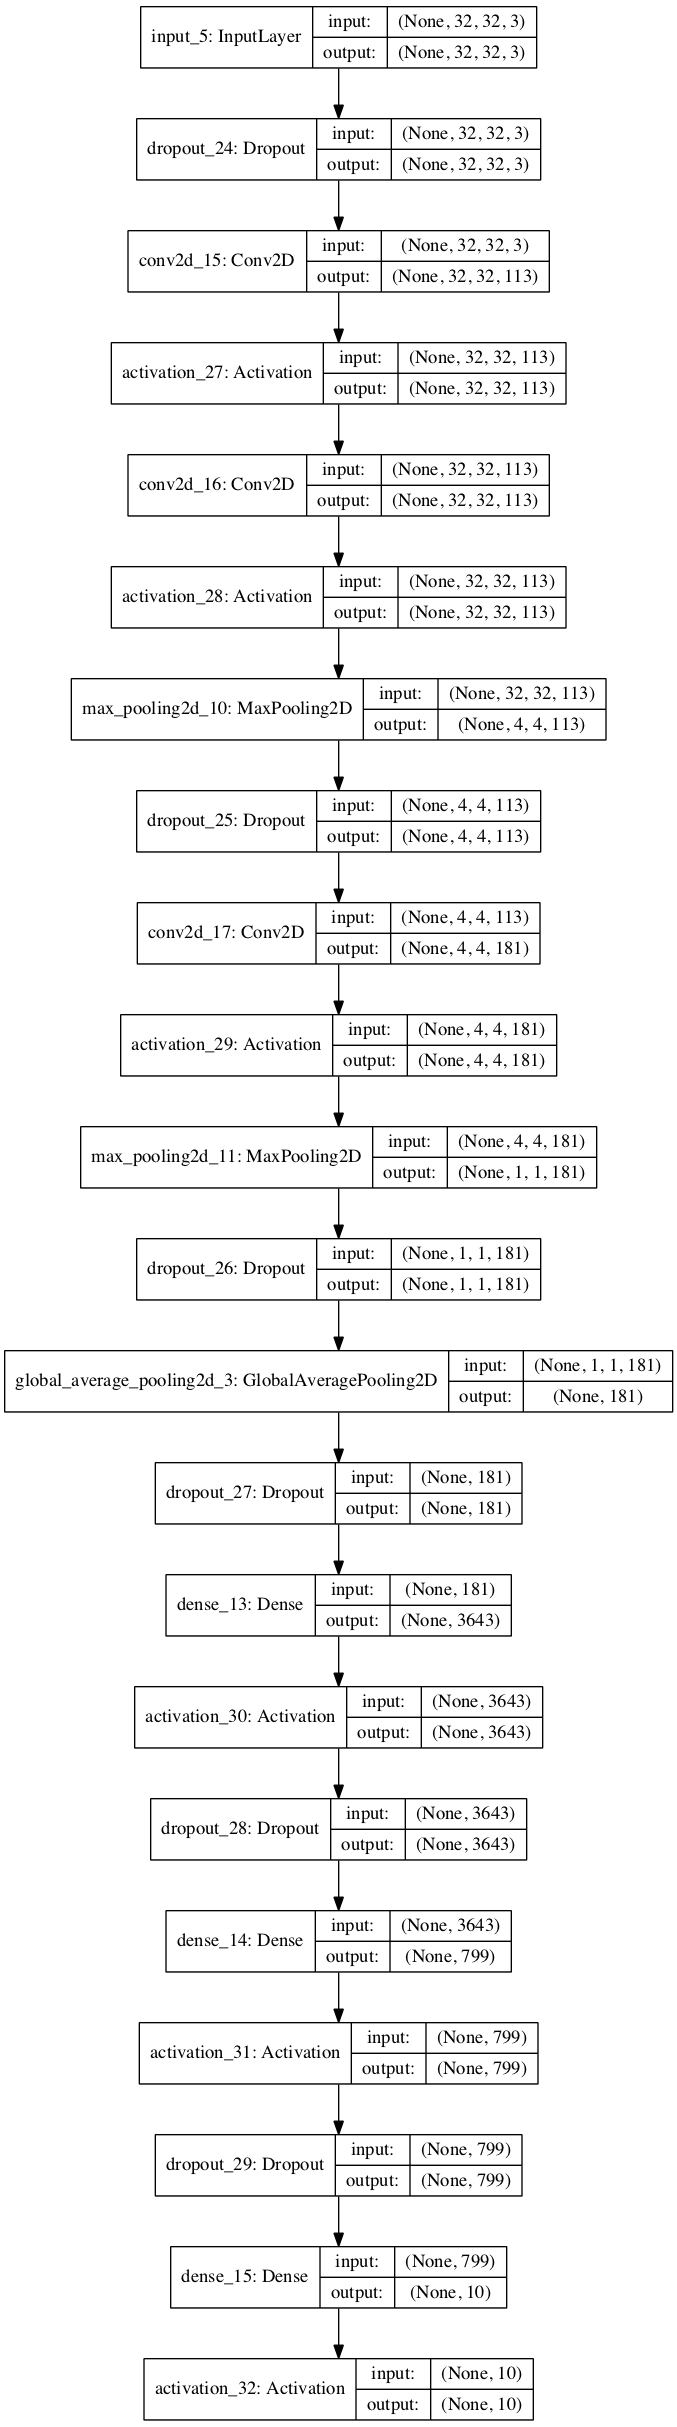 input_5: InputLayer
input: (None, 32, 32, 3)
output: (None, 32, 32, 3)
dropout_24: Dropout
input: (None, 32, 32, 3)
output: (None, 32, 32, 3)
conv2d_15: Conv2D
input: (None, 32, 32, 3)
output: (None, 32, 32, 113)
activation_27: Activation
input: (None, 32, 32, 113)
output: (None, 32, 32, 113)
conv2d_16: Conv2D
input: (None, 32, 32, 113)
output: (None, 32, 32, 113)
activation_28: Activation
input: (None, 32, 32, 113)
output: (None, 32, 32, 113)
max_pooling2d_10: MaxPooling2D
input: (None, 32, 32, 113)
output: (None, 4, 4, 113)
dropout_25: Dropout
input: (None, 4, 4, 113)
output: (None, 4, 4, 113)
conv2d_17: Conv2D
input: (None, 4, 4, 113)
output: (None, 4, 4, 181)
activation_29: Activation
input: (None, 4, 4, 181)
output: (None, 4, 4, 181)
max_pooling2d_11: MaxPooling2D
input: (None, 4, 4, 181)
output: (None, 1, 1, 181)
dropout_26: Dropout
input: (None, 1, 1, 181)
output: (None, 1, 1, 181)
global_average_pooling2d_3: GlobalAveragePooling2D
input: (None, 1, 1, 181)
output: (None, 181)
dropout_27: Dropout
input: (None, 181)
output: (None, 181)
dense_13: Dense
input: (None, 181)
output: (None, 3643)
activation_30: Activation
input: (None, 3643)
output: (None, 3643)
dropout_28: Dropout
input: (None, 3643)
output: (None, 3643)
dense_14: Dense
input: (None, 3643)
output: (None, 799)
activation_31: Activation
input: (None, 799)
output: (None, 799)
dropout_29: Dropout
input: (None, 799)
output: (None, 799)
dense_15: Dense
input: (None, 799)
output: (None, 10)
activation_32: Activation
input: (None, 10)
output: (None, 10)